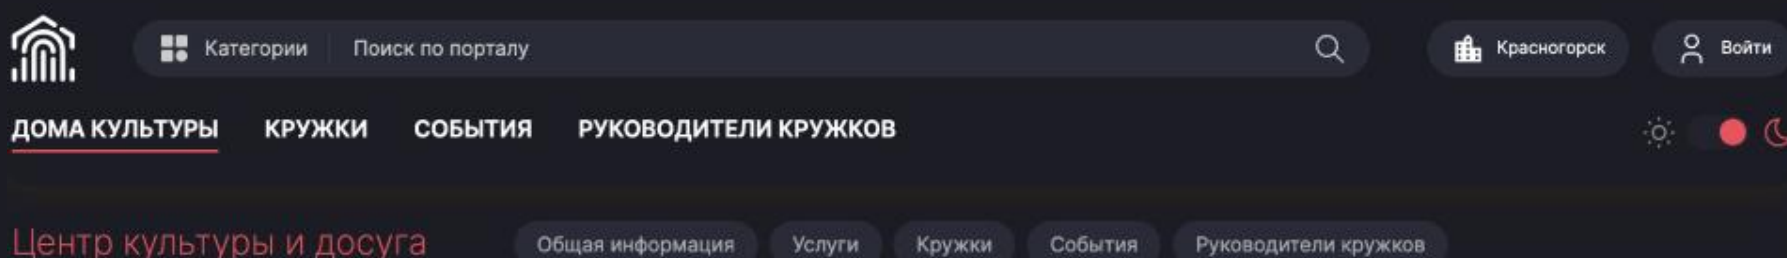 Категории Поиск по порталу Красногорск Войти
ДОМА КУЛЬТУРЫ КРУЖКИ СОБЫТИЯ РУКОВОДИТЕЛИ КРУЖКОВ
Центр культуры и досуга Общая информация Услуги Кружки События Руководители кружков